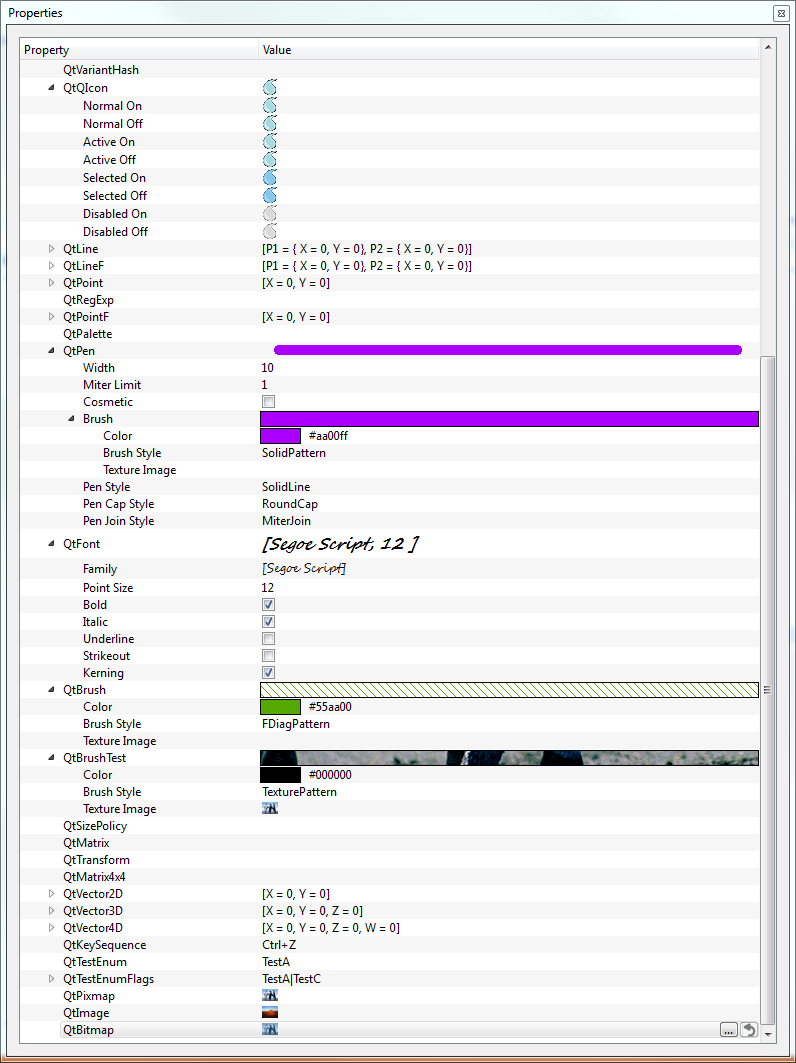 Properties
Property Value
QtVariantHash
QtQIcon
Normal On
Normal Off
Active On
Active Off
Selected On
Selected Off
Disabled On
Disabled Off
QtLine [P1 = { X = 0, Y = 0}, P2 = { X = 0, Y = 0}]
QtLineF [P1 = { X = 0, Y = 0}, P2 = { X = 0, Y = 0}]
QtPoint [X = 0, Y = 0]
QtRegExp
QtPointF [X = 0, Y = 0]
QtPalette
QtPen
Width 10
Miter Limit 1
Cosmetic
Brush
Color #aa00ff
Brush Style SolidPattern
Texture Image
Pen Style SolidLine
Pen Cap Style RoundCap
Pen Join Style MiterJoin
QtFont [Segoe Script, 12 ]
Family [Segoe Script]
Point Size 12
Bold
Italic
Underline
Strikeout
Kerning
QtBrush
Color #55aa00
Brush Style FDiagPattern
Texture Image
QtBrushTest
Color #000000
Brush Style TexturePattern
Texture Image
QtSizePolicy
QtMatrix
QtTransform
QtMatrix4x4
QtVector2D [X = 0, Y = 0]
QtVector3D [X = 0, Y = 0, Z = 0]
QtVector4D [X = 0, Y = 0, Z = 0, W = 0]
QtKeySequence Ctrl+Z
QtTestEnum TestA
QtTestEnumFlags TestA|TestC
QtPixmap
QtImage
QtBitmap ...